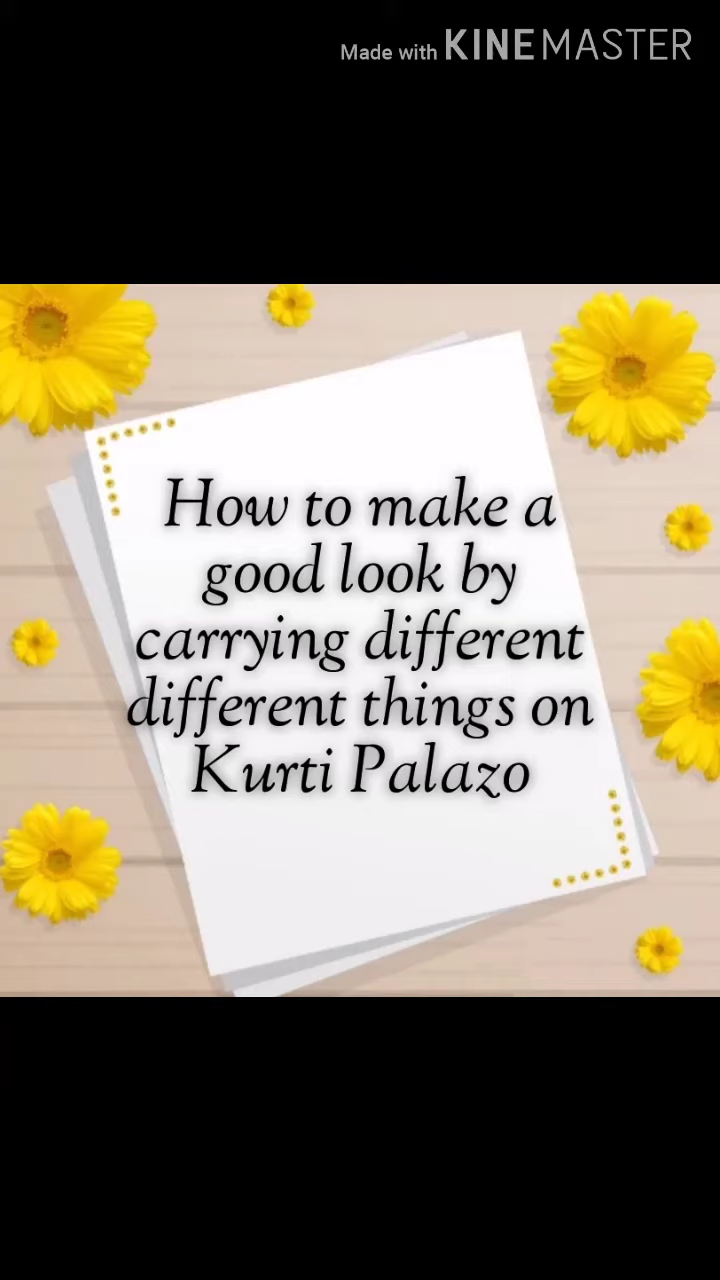 Made with KINEMASTER
How to make a
good look by
carrying different
different things on
Kurti Palazo